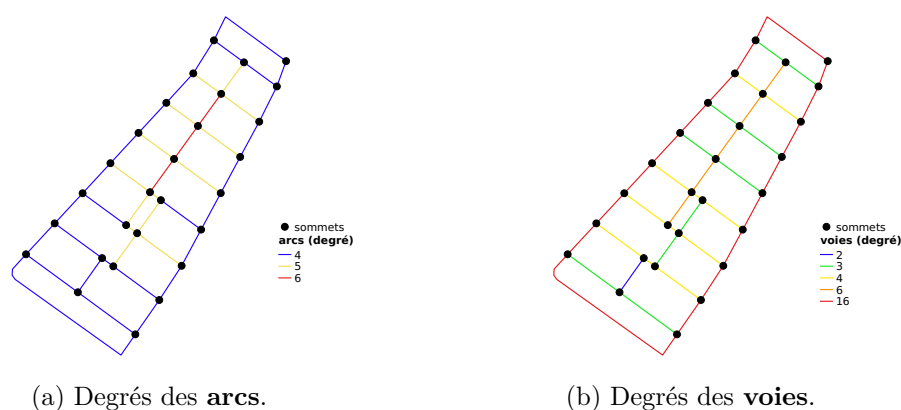 sommets
arcs (degré)
4
5
6
sommets
voies (degré)
2
3
4
6
16
(a) Degrés des arcs.
(b) Degrés des voies.